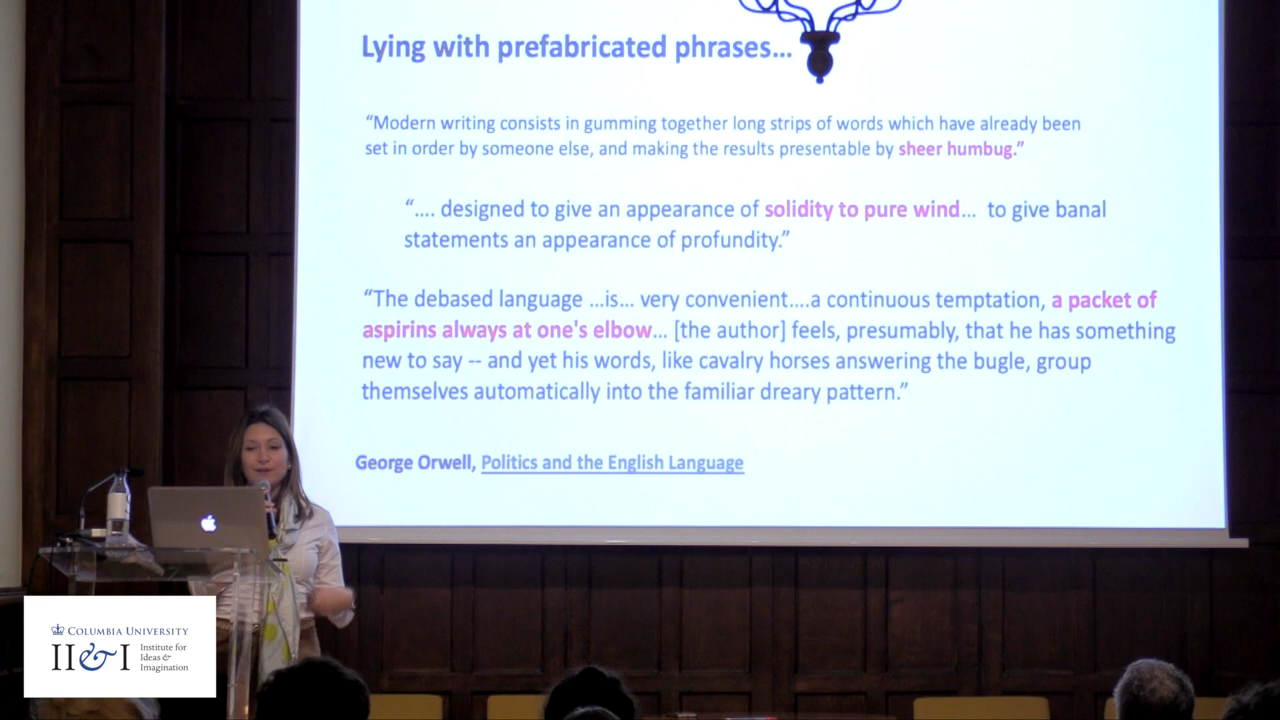 Lying with prefabricated phrases...
“Modern writing consists in gumming together long strips of words which have already been
set in order by someone else, and making the results presentable by sheer humbug.”
“.... designed to give an appearance of solidity to pure wind... to give banal
statements an appearance of profundity.”
“The debased language ...is... very convenient....a continuous temptation, a packet of
aspirins always at one's elbow... [the author] feels, presumably, that he has something
new to say -- and yet his words, like cavalry horses answering the bugle, group
themselves automatically into the familiar dreary pattern.”
George Orwell, Politics and the English Language
COLUMBIA UNIVERSITY
II&I
Institute for
Ideas &
Imagination